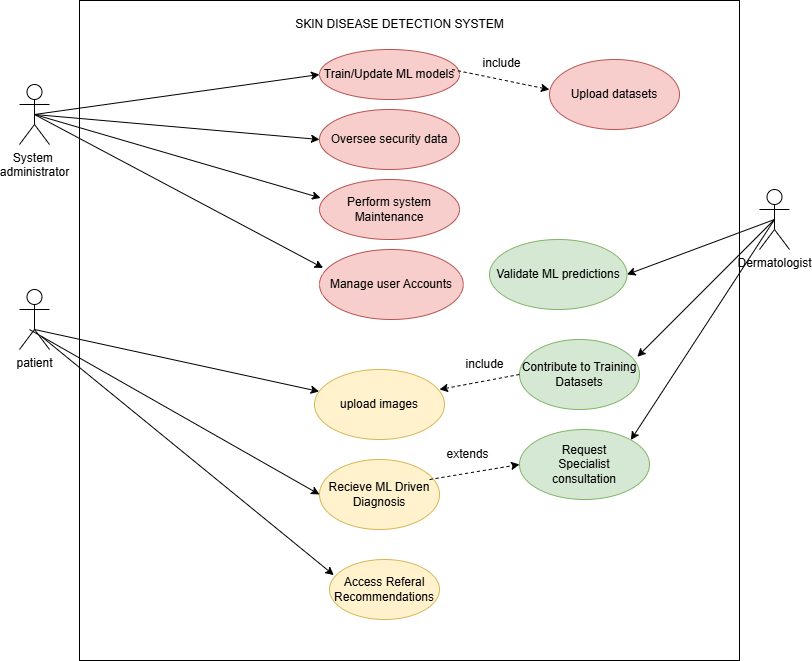 SKIN DISEASE DETECTION SYSTEM
Train/Update ML models
include
Upload datasets
System
administrator
Oversee security data
Perform system
Maintenance
Dermatologist
Validate ML predictions
Manage user Accounts
patient
include
Contribute to Training
Datasets
upload images
extends
Request
Specialist
consultation
Recieve ML Driven
Diagnosis
Access Referal
Recommendations